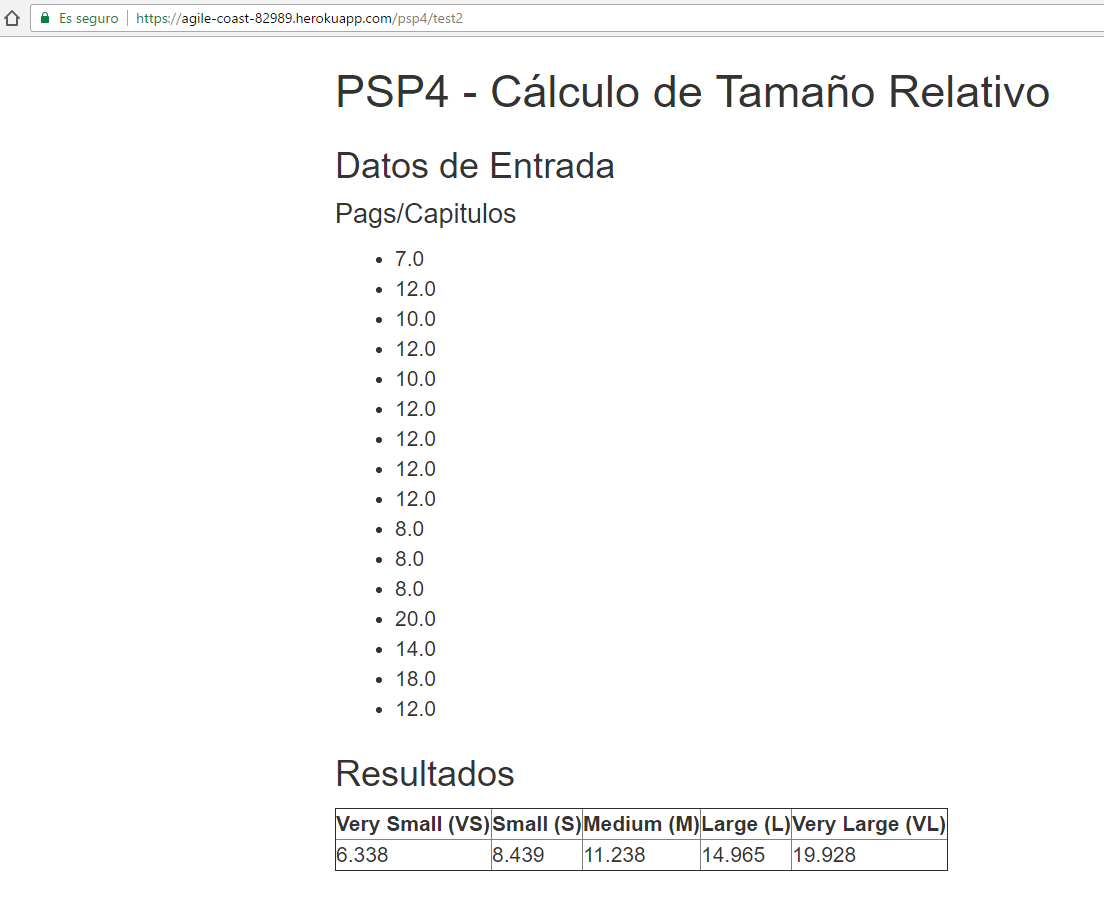 Es seguro https://agile-coast-82989.herokuapp.com/psp4/test2
PSP4 - Cálculo de Tamaño Relativo
Datos de Entrada
Pags/Capitulos
7.0
12.0
10.0
12.0
10.0
12.0
12.0
12.0
12.0
8.0
8.0
8.0
20.0
14.0
18.0
12.0
Resultados
Very Small (VS) Small (S) Medium (M) Large (L) Very Large (VL)
6.338 8.439 11.238 14.965 19.928